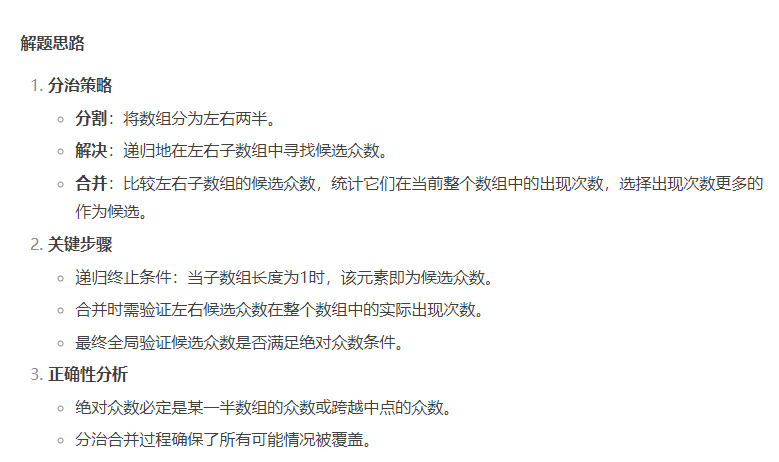 解题思路
1. 分治策略
分割：将数组分为左右两半。
解决：递归地在左右子数组中寻找候选众数。
合并：比较左右子数组的候选众数，统计它们在当前整个数组中的出现次数，选择出现次数更多的
作为候选。
2. 关键步骤
递归终止条件：当子数组长度为1时，该元素即为候选众数。
合并时需验证左右候选众数在整个数组中的实际出现次数。
最终全局验证候选众数是否满足绝对众数条件。
3. 正确性分析
绝对众数必定是某一半数组的众数或跨越中点的众数。
分治合并过程确保了所有可能情况被覆盖。